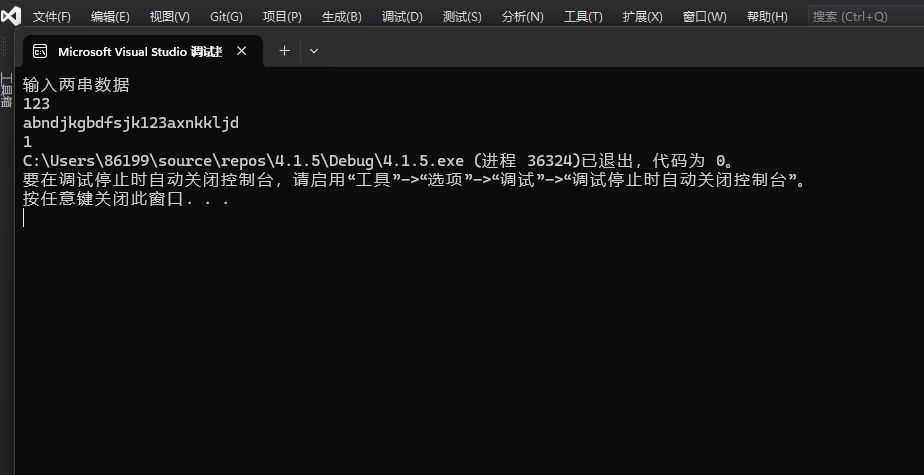 文件(F) 编辑(E) 视图(V) Git(G) 项目(P) 生成(B) 调试(D) 测试(S) 分析(N) 工具(T) 扩展(X) 窗口(W) 帮助(H) 搜索 (Ctrl+Q)
Microsoft Visual Studio 调试
工具箱
输入两串数据
123
abndjkgbdfsjk123axnkkljd
1
C:\Users\86199\source\repos\4.1.5\Debug\4.1.5.exe (进程 36324)已退出，代码为 0。
要在调试停止时自动关闭控制台，请启用“工具”->“选项”->“调试”->“调试停止时自动关闭控制台”。
按任意键关闭此窗口. . .